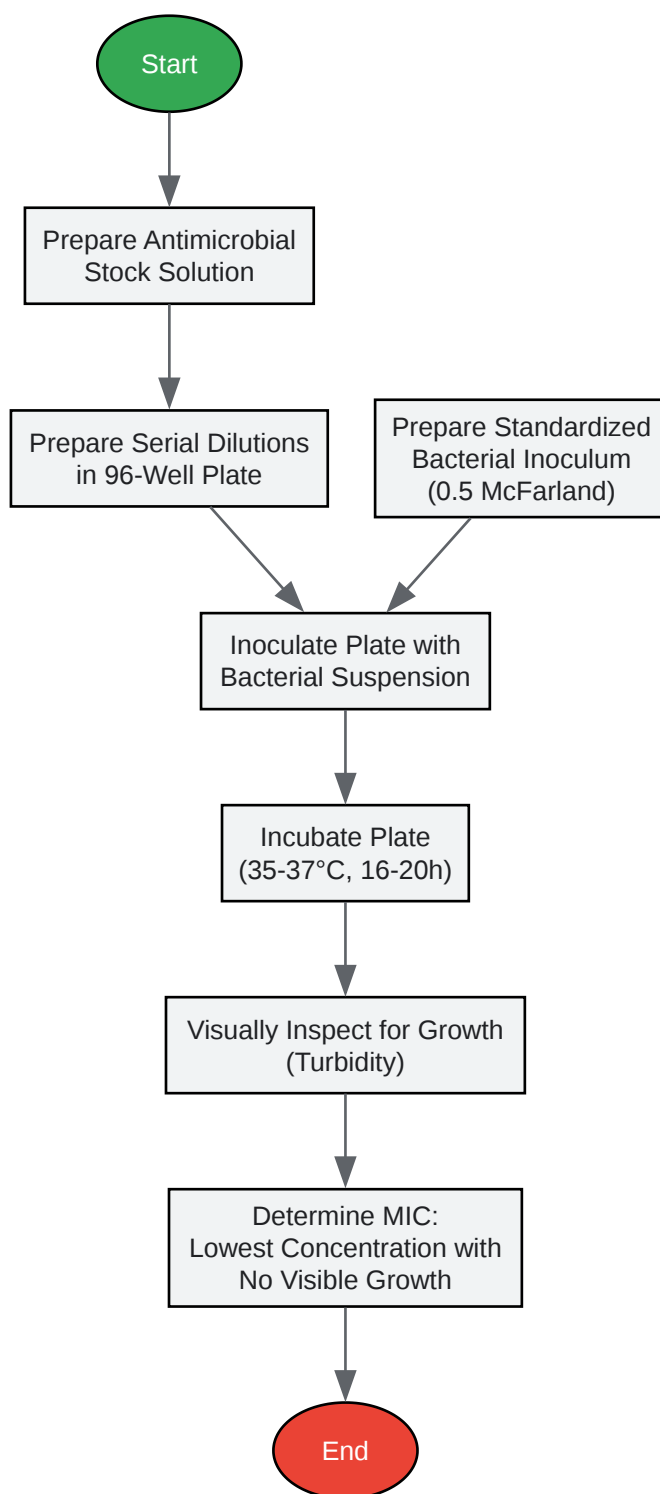 Start
Prepare Antimicrobial
Stock Solution
Prepare Serial Dilutions
in 96-Well Plate
Prepare Standardized
Bacterial Inoculum
(0.5 McFarland)
Inoculate Plate with
Bacterial Suspension
Incubate Plate
(35-37°C, 16-20h)
Visually Inspect for Growth
(Turbidity)
Determine MIC:
Lowest Concentration with
No Visible Growth
End